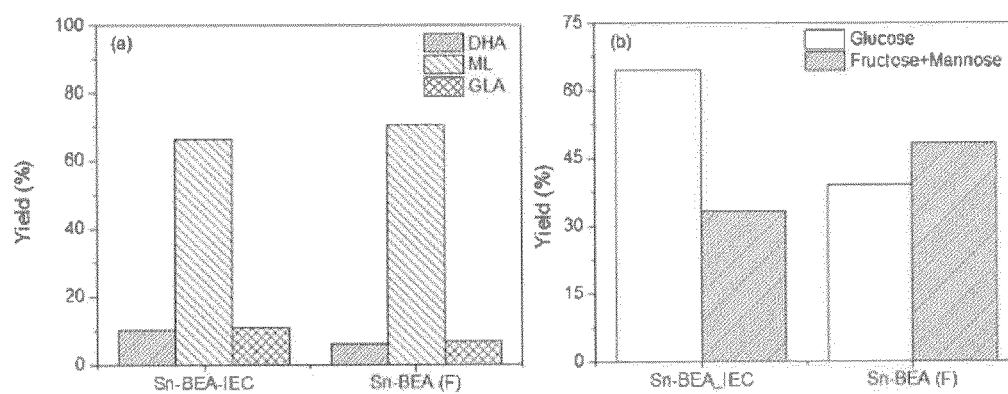 (a)
DHA
ML
GLA
Yield (%)
100
80
60
40
20
0
Sn-BEA-IEC
Sn-BEA (F)
(b)
Glucose
Fructose+Mannose
Yield (%)
75
60
45
30
15
0
Sn-BEA_IEC
Sn-BEA (F)